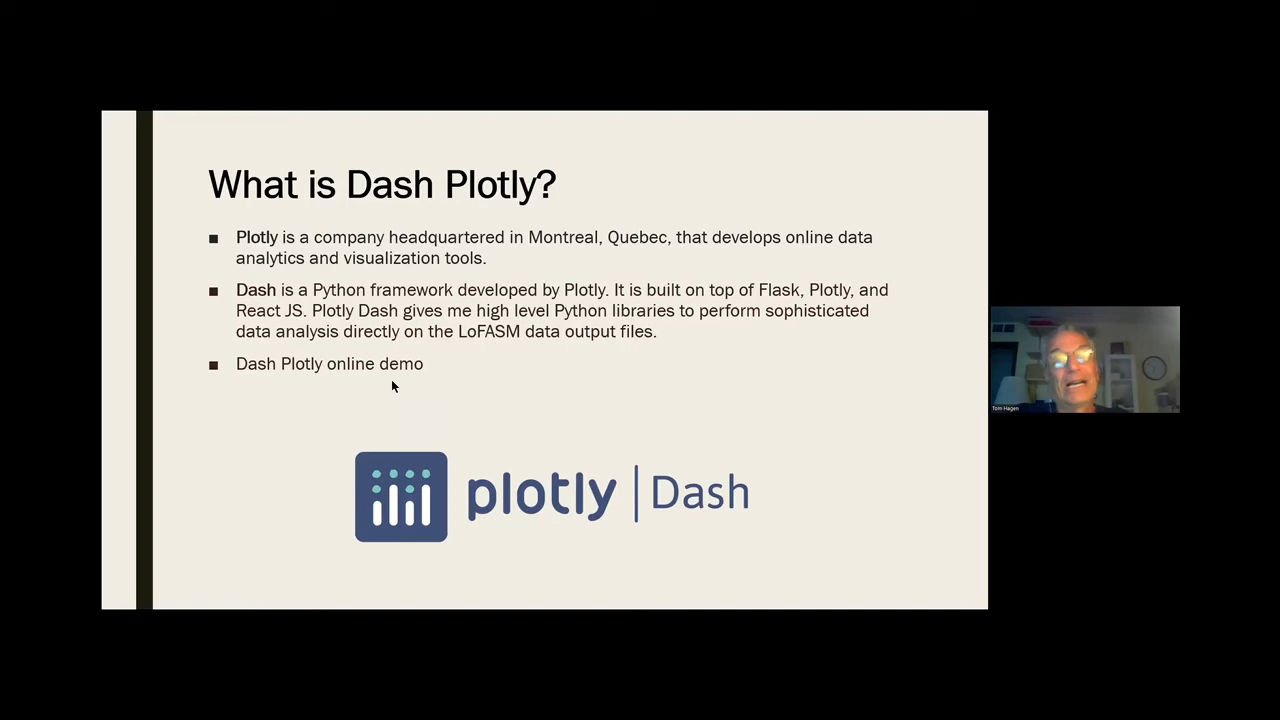 What is Dash Plotly?
■ Plotly is a company headquartered in Montreal, Quebec, that develops online data
analytics and visualization tools.
■ Dash is a Python framework developed by Plotly. It is built on top of Flask, Plotly, and
React JS. Plotly Dash gives me high level Python libraries to perform sophisticated
data analysis directly on the LoFASM data output files.
■ Dash Plotly online demo
plotly | Dash
Tom Hagen